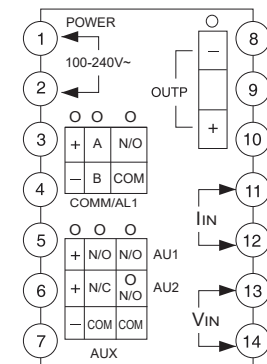 1 POWER O 8
100-240V~ −
2 OUTP 9
O O O
3 + A N/O + 10
4 − B COM 11
COMM/AL1 IIN
5 O O O 12
+ N/O N/O AU1
6 + N/C O N/O AU2 13
VIN
7 − COM COM 14
AUX